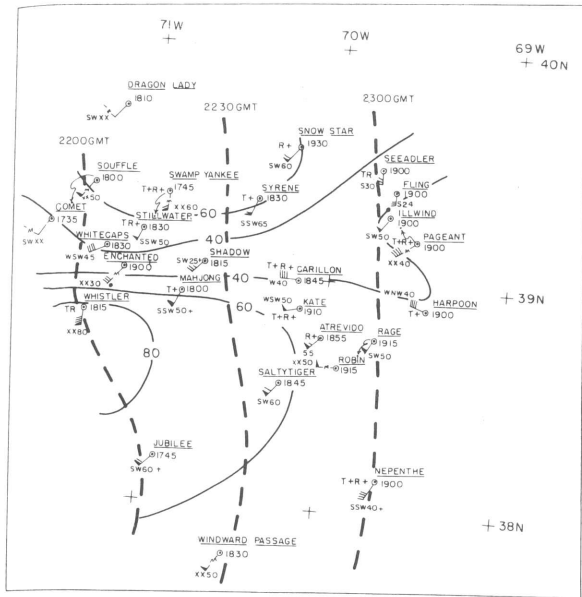 71W
70W
69W
40N
DRAGON LADY
1810
SWXX
2230GMT
2300GMT
2200GMT
SNOW STAR
R+
1930
SW60
SOUFFLE
1800
SWAMP YANKEE
T+R+
1745
XX60
SEEADLER
TR
1900
S30
SYRENE
T+
1830
SSW65
FLING
1900
SS24
COMET
1735
SWXX
STILLWATER
TR+
1830
SSW50
60
ILLWIND
1900
SW50
WHITECAPS
1830
WSW45
40
PAGEANT
T+R+
1900
XX40
ENCHANTED
1900
XX30
SHADOW
SW25+
1815
MAHJONG
T+
1800
SSW50+
40
CARILLON
T+R+
1845
W40
WNW40
39N
WHISTLER
TR
1815
XX80
60
KATE
WSW50
1910
T+R+
HARPOON
T+
1900
ATREVIDO
R+
1855
SS
RAGE
1915
SW50
80
XX50
ROBIN
1915
SALTYTIGER
1845
SW60
JUBILEE
1745
SW60+
NEPENTHE
T+R+
1900
SSW40+
38N
WINDWARD PASSAGE
1830
XX50